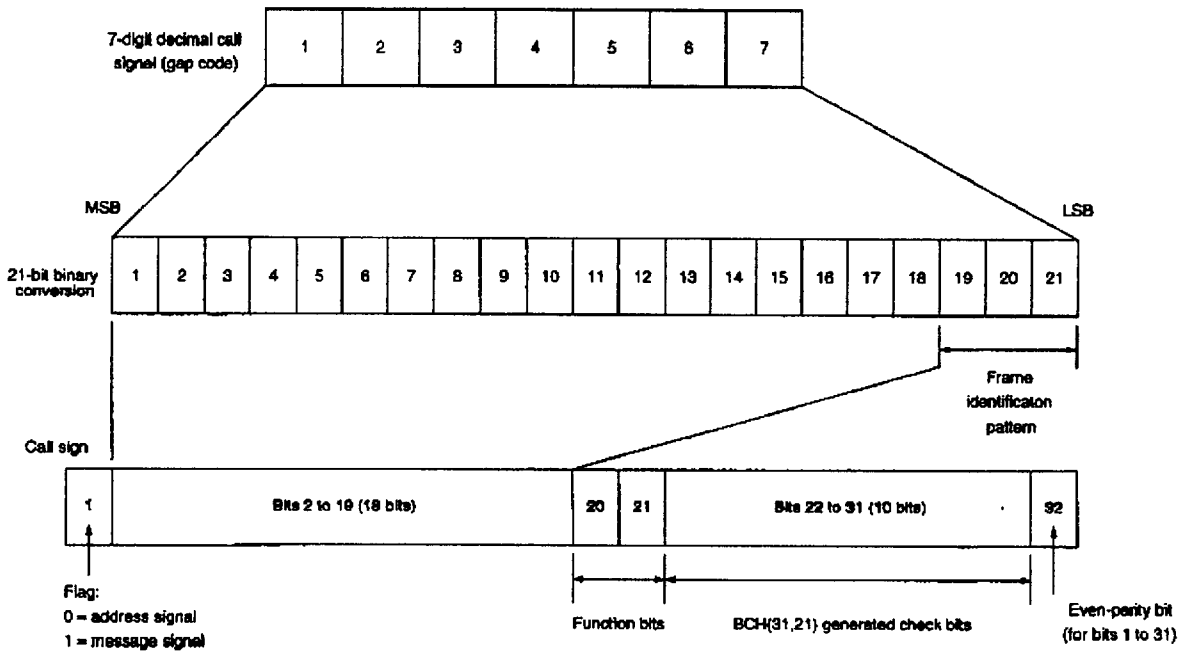 7-digit decimal call
signal (gap code)
1 2 3 4 5 6 7
MSB
LSB
21-bit binary
conversion
1 2 3 4 5 6 7 8 9 10 11 12 13 14 15 16 17 18 19 20 21
Frame
identificaton
pattern
Call sign
1
Bits 2 to 19 (18 bits)
20
21
Bits 22 to 31 (10 bits)
32
Flag:
0 = address signal
1 = message signal
Function bits
BCH(31,21) generated check bits
Even-parity bit
(for bits 1 to 31)